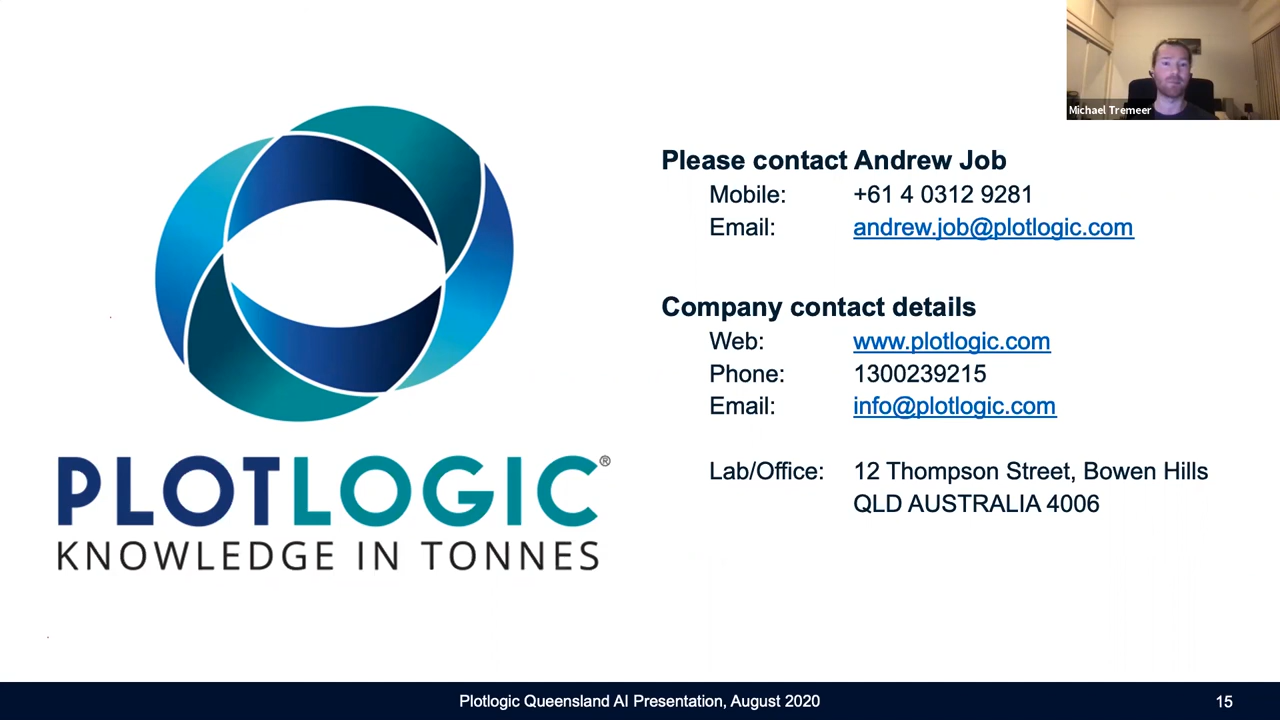 Michael Tremeer
Please contact Andrew Job
Mobile: +61 4 0312 9281
Email: andrew.job@plotlogic.com
Company contact details
Web: www.plotlogic.com
Phone: 1300239215
Email: info@plotlogic.com
Lab/Office: 12 Thompson Street, Bowen Hills
QLD AUSTRALIA 4006
PLOTLOGIC®
KNOWLEDGE IN TONNES
Plotlogic Queensland AI Presentation, August 2020
15